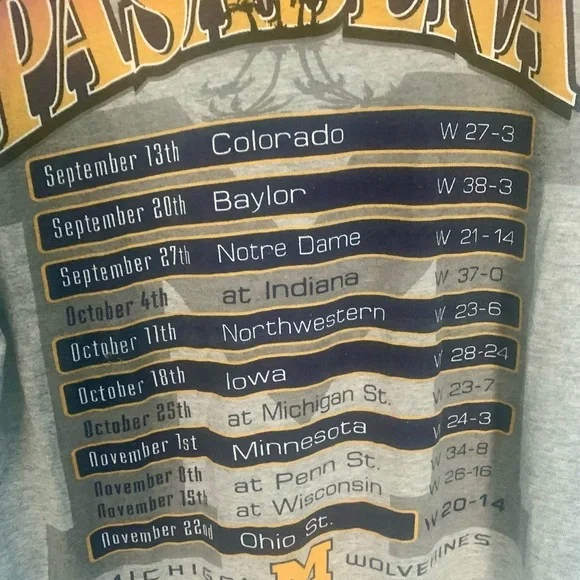 PASADENA
September 13th Colorado W 27-3
September 20th Baylor W 38-3
September 27th Notre Dame W 21-14
October 4th at Indiana W 37-0
October 11th Northwestern W 23-6
October 18th Iowa W 28-24
October 25th at Michigan St. W 23-7
November 1st Minnesota W 24-3
November 8th at Penn St. W 34-8
November 15th at Wisconsin W 26-16
November 22nd Ohio St. W 20-14
MICHIGAN M WOLVERINES